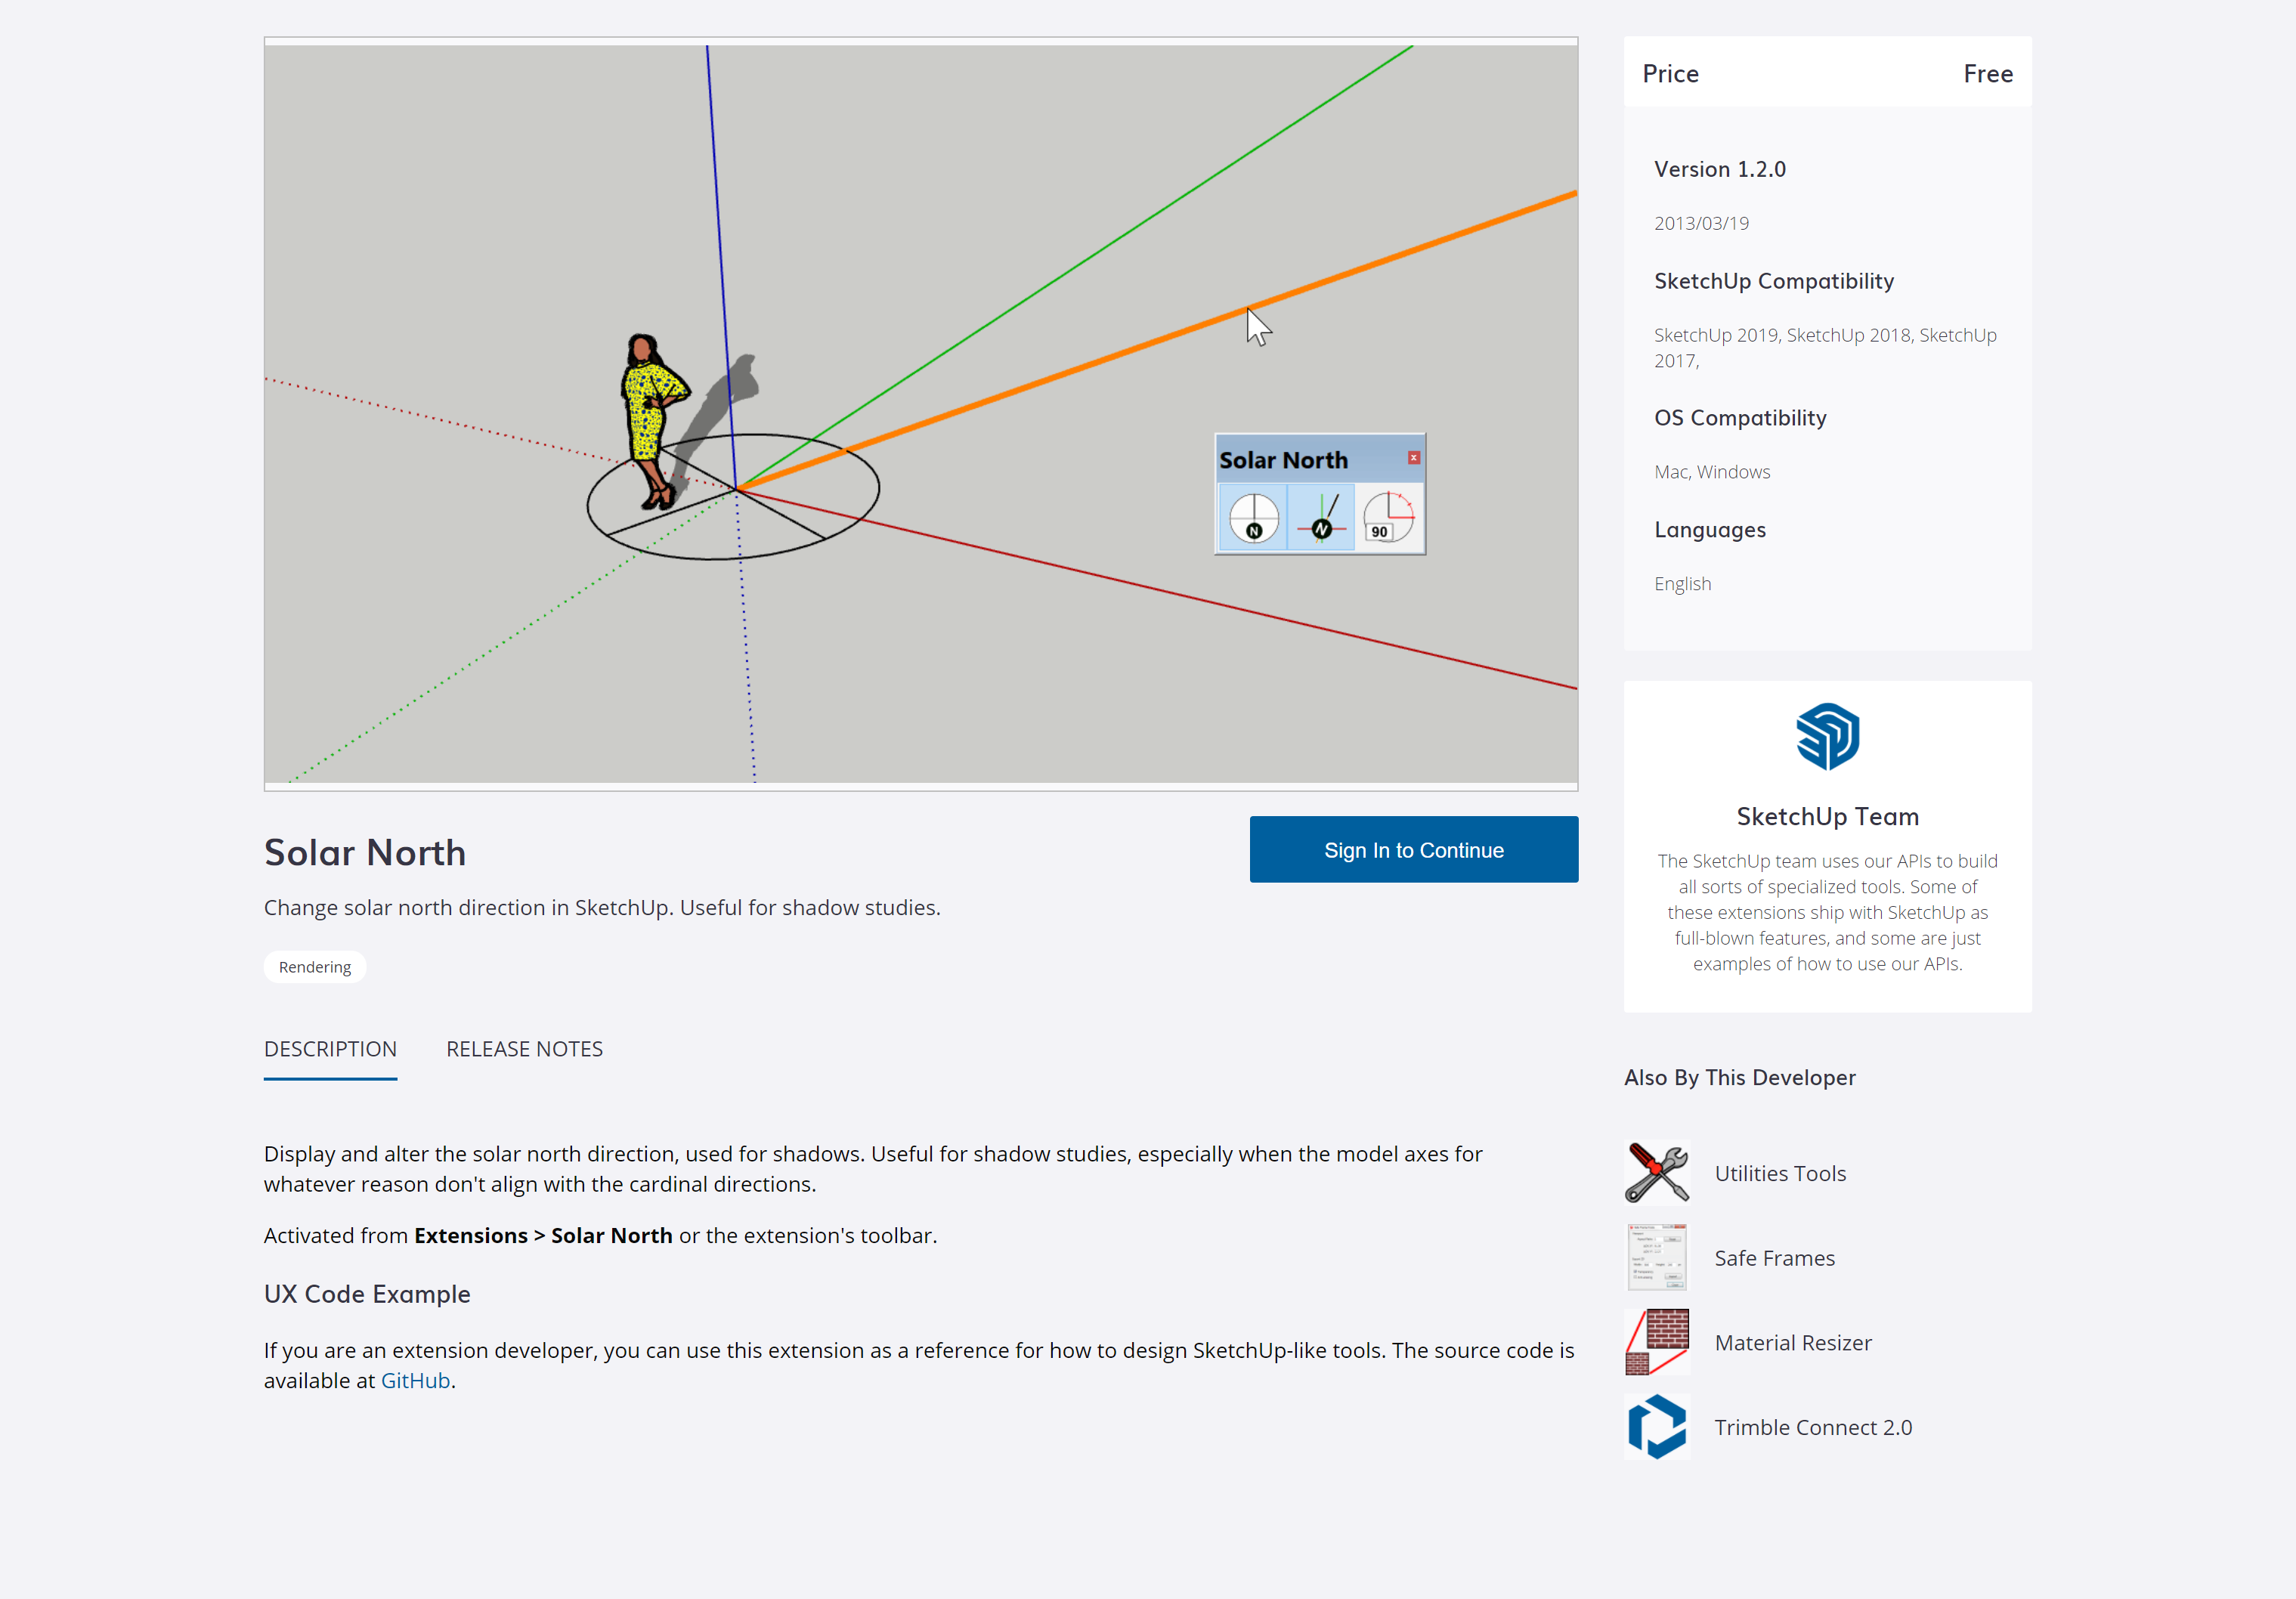 Solar North
N
N
90
Solar North
Sign In to Continue
Change solar north direction in SketchUp. Useful for shadow studies.
Rendering
DESCRIPTION
RELEASE NOTES
Display and alter the solar north direction, used for shadows. Useful for shadow studies, especially when the model axes for
whatever reason don't align with the cardinal directions.
Activated from Extensions > Solar North or the extension's toolbar.
UX Code Example
If you are an extension developer, you can use this extension as a reference for how to design SketchUp-like tools. The source code is
available at GitHub.
Price
Free
Version 1.2.0
2013/03/19
SketchUp Compatibility
SketchUp 2019, SketchUp 2018, SketchUp
2017,
OS Compatibility
Mac, Windows
Languages
English
SketchUp Team
The SketchUp team uses our APIs to build
all sorts of specialized tools. Some of
these extensions ship with SketchUp as
full-blown features, and some are just
examples of how to use our APIs.
Also By This Developer
Utilities Tools
Safe Frames
Material Resizer
Trimble Connect 2.0